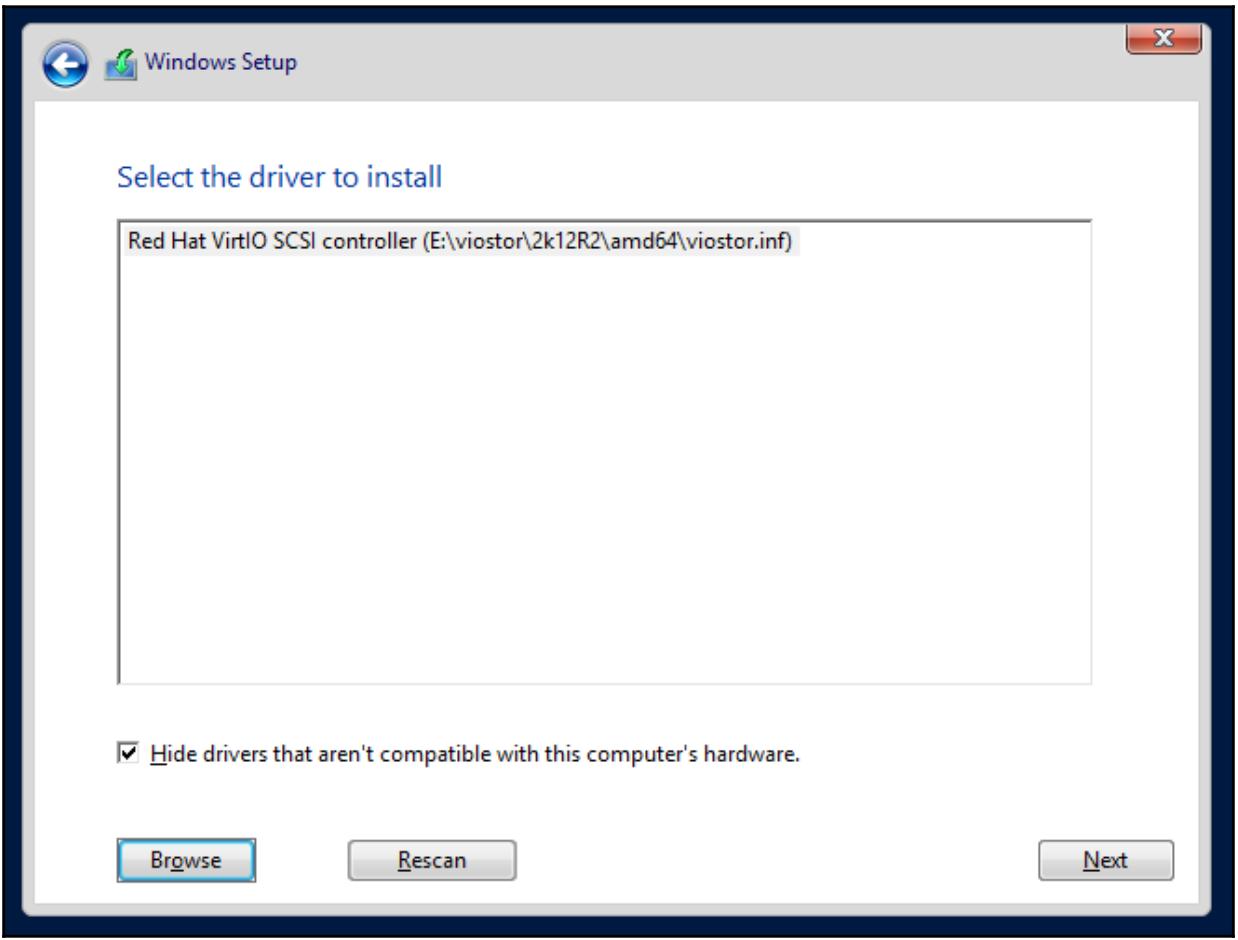 Windows Setup
Select the driver to install
Red Hat VirtIO SCSI controller (E:\viostor\2k12R2\amd64\viostor.inf)
Hide drivers that aren't compatible with this computer's hardware.
Browse
Rescan
Next